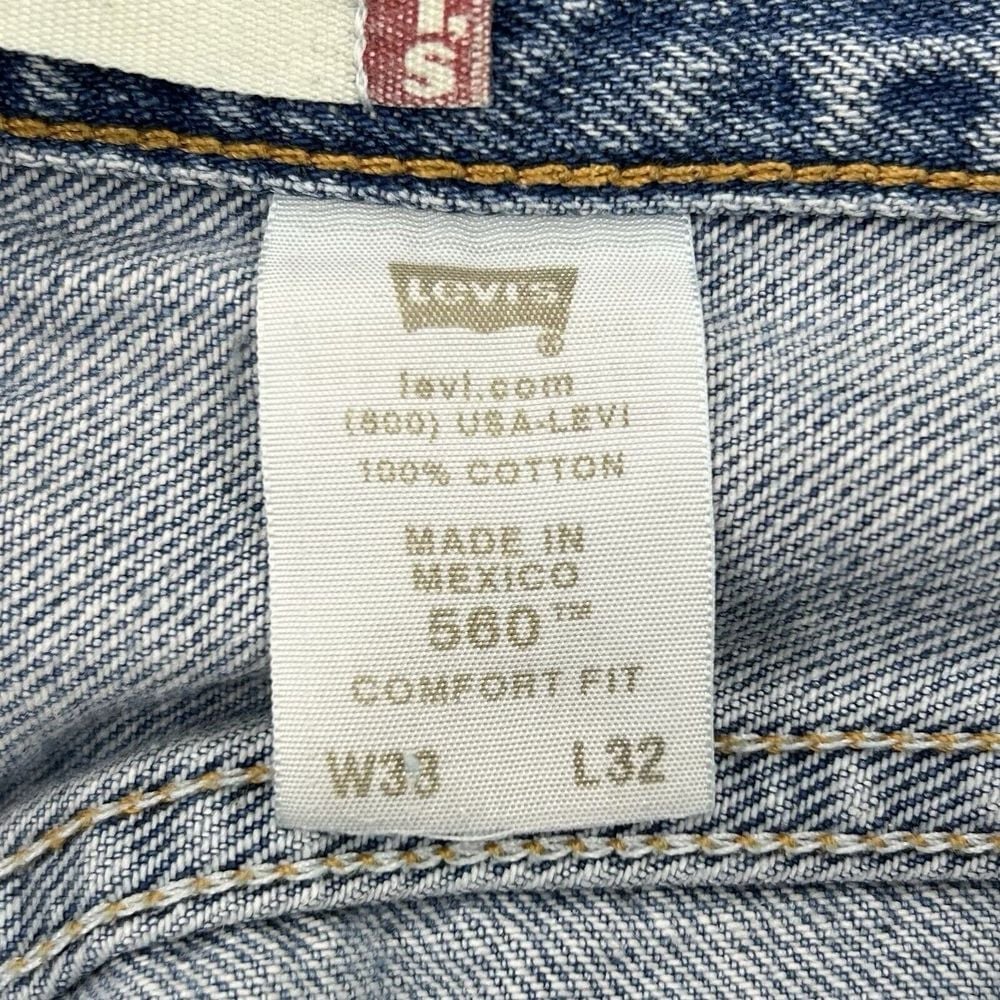 'S
LEVI'S
®
levi.com
(800) USA-LEVI
100% COTTON
MADE IN
MEXICO
560™
COMFORT FIT
W33 L32